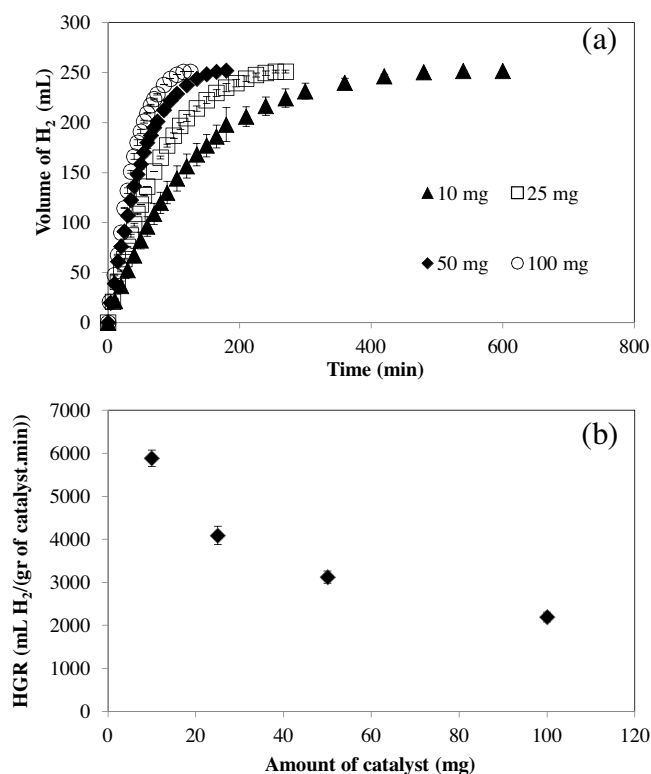 (a)
300
250
200
150
100
50
0
Volume of H₂ (mL)
10 mg
25 mg
50 mg
100 mg
0 200 400 600 800
Time (min)
(b)
7000
6000
5000
4000
3000
2000
1000
0
HGR (mL H₂/(gr of catalyst.min))
0 20 40 60 80 100 120
Amount of catalyst (mg)